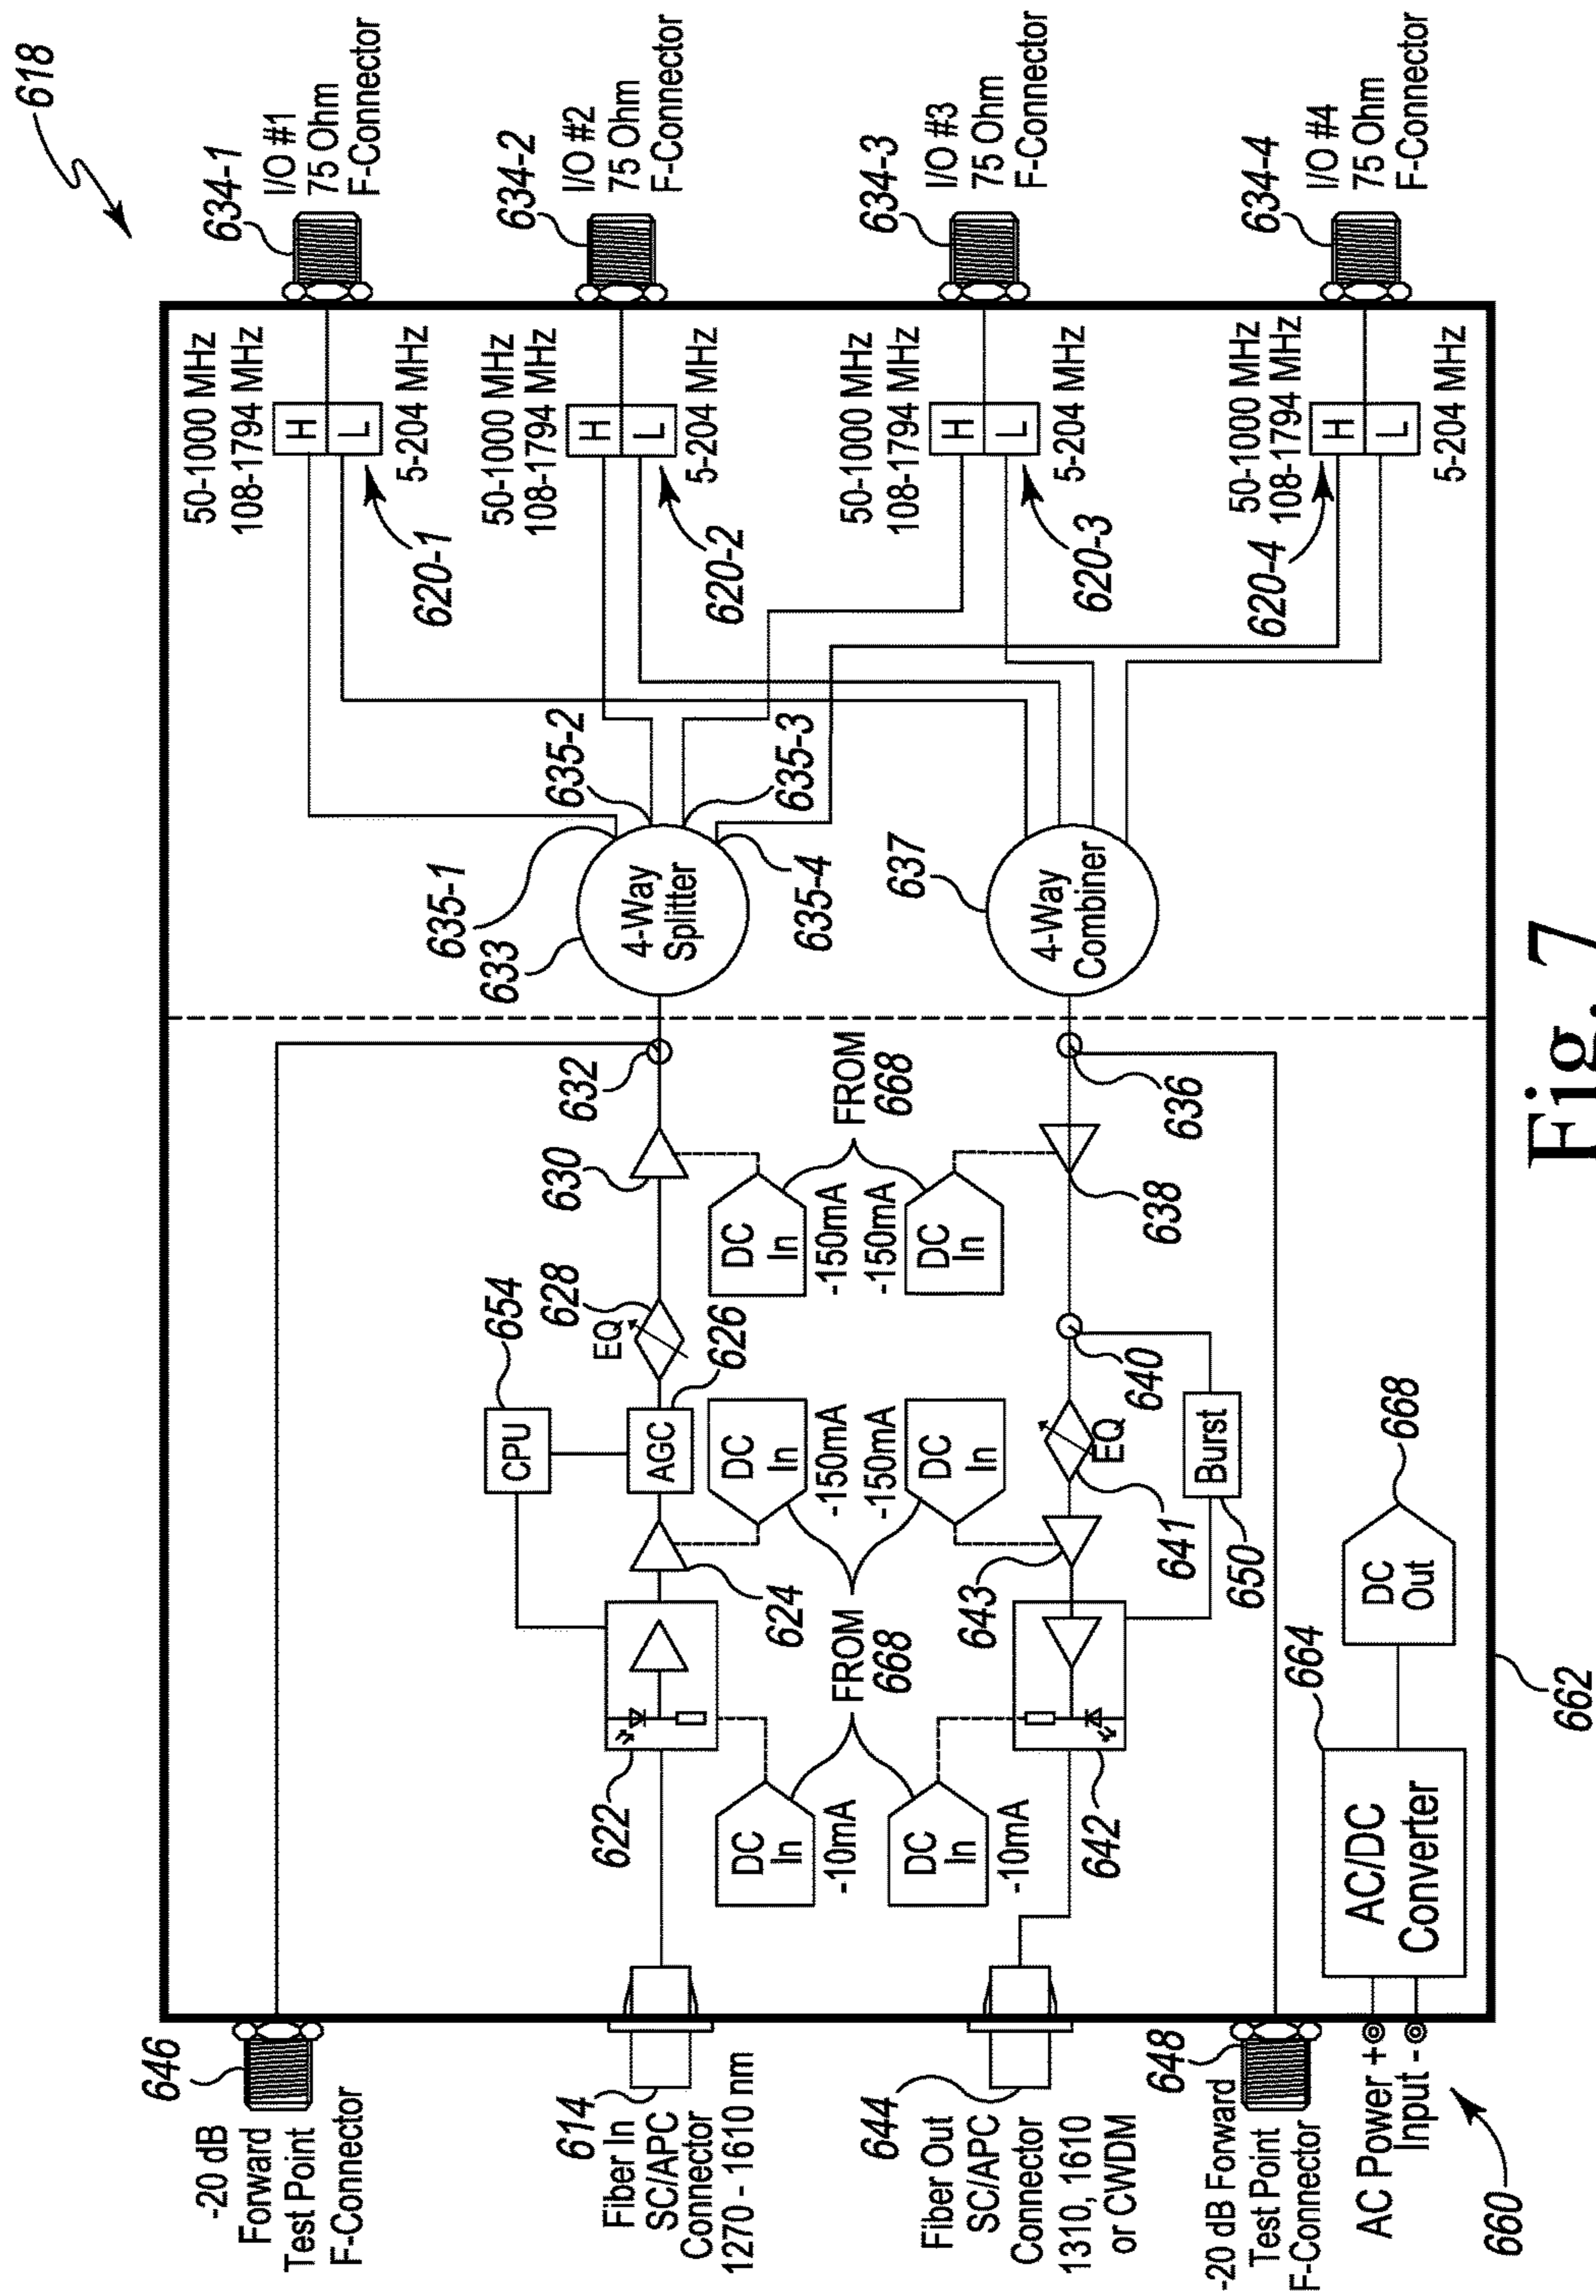 618
646
-20 dB
Forward
Test Point
F-Connector
614
Fiber In
SC/APC
Connector
1270 - 1610 nm
644
Fiber Out
SC/APC
Connector
1310, 1610
or CWDM
648
-20 dB Forward
Test Point
F-Connector
AC Power +
Input -
660
622
DC
In
-10mA
FROM
668
DC
In
-10mA
642
CPU
654
624
AGC
626
EQ
628
DC
In
-150mA
-150mA
DC
In
643
641
EQ
640
Burst
650
630
632
DC
In
-150mA
-150mA
DC
In
FROM
668
638
636
AC/DC
Converter
664
DC
Out
668
662
633
635-1
635-2
635-3
635-4
4-Way
Splitter
637
4-Way
Combiner
50-1000 MHz
108-1794 MHz
H
L
5-204 MHz
620-1
50-1000 MHz
108-1794 MHz
H
L
5-204 MHz
620-2
50-1000 MHz
108-1794 MHz
H
L
5-204 MHz
620-3
50-1000 MHz
108-1794 MHz
H
L
5-204 MHz
620-4
634-1
I/O #1
75 Ohm
F-Connector
634-2
I/O #2
75 Ohm
F-Connector
634-3
I/O #3
75 Ohm
F-Connector
634-4
I/O #4
75 Ohm
F-Connector
Fig. 7